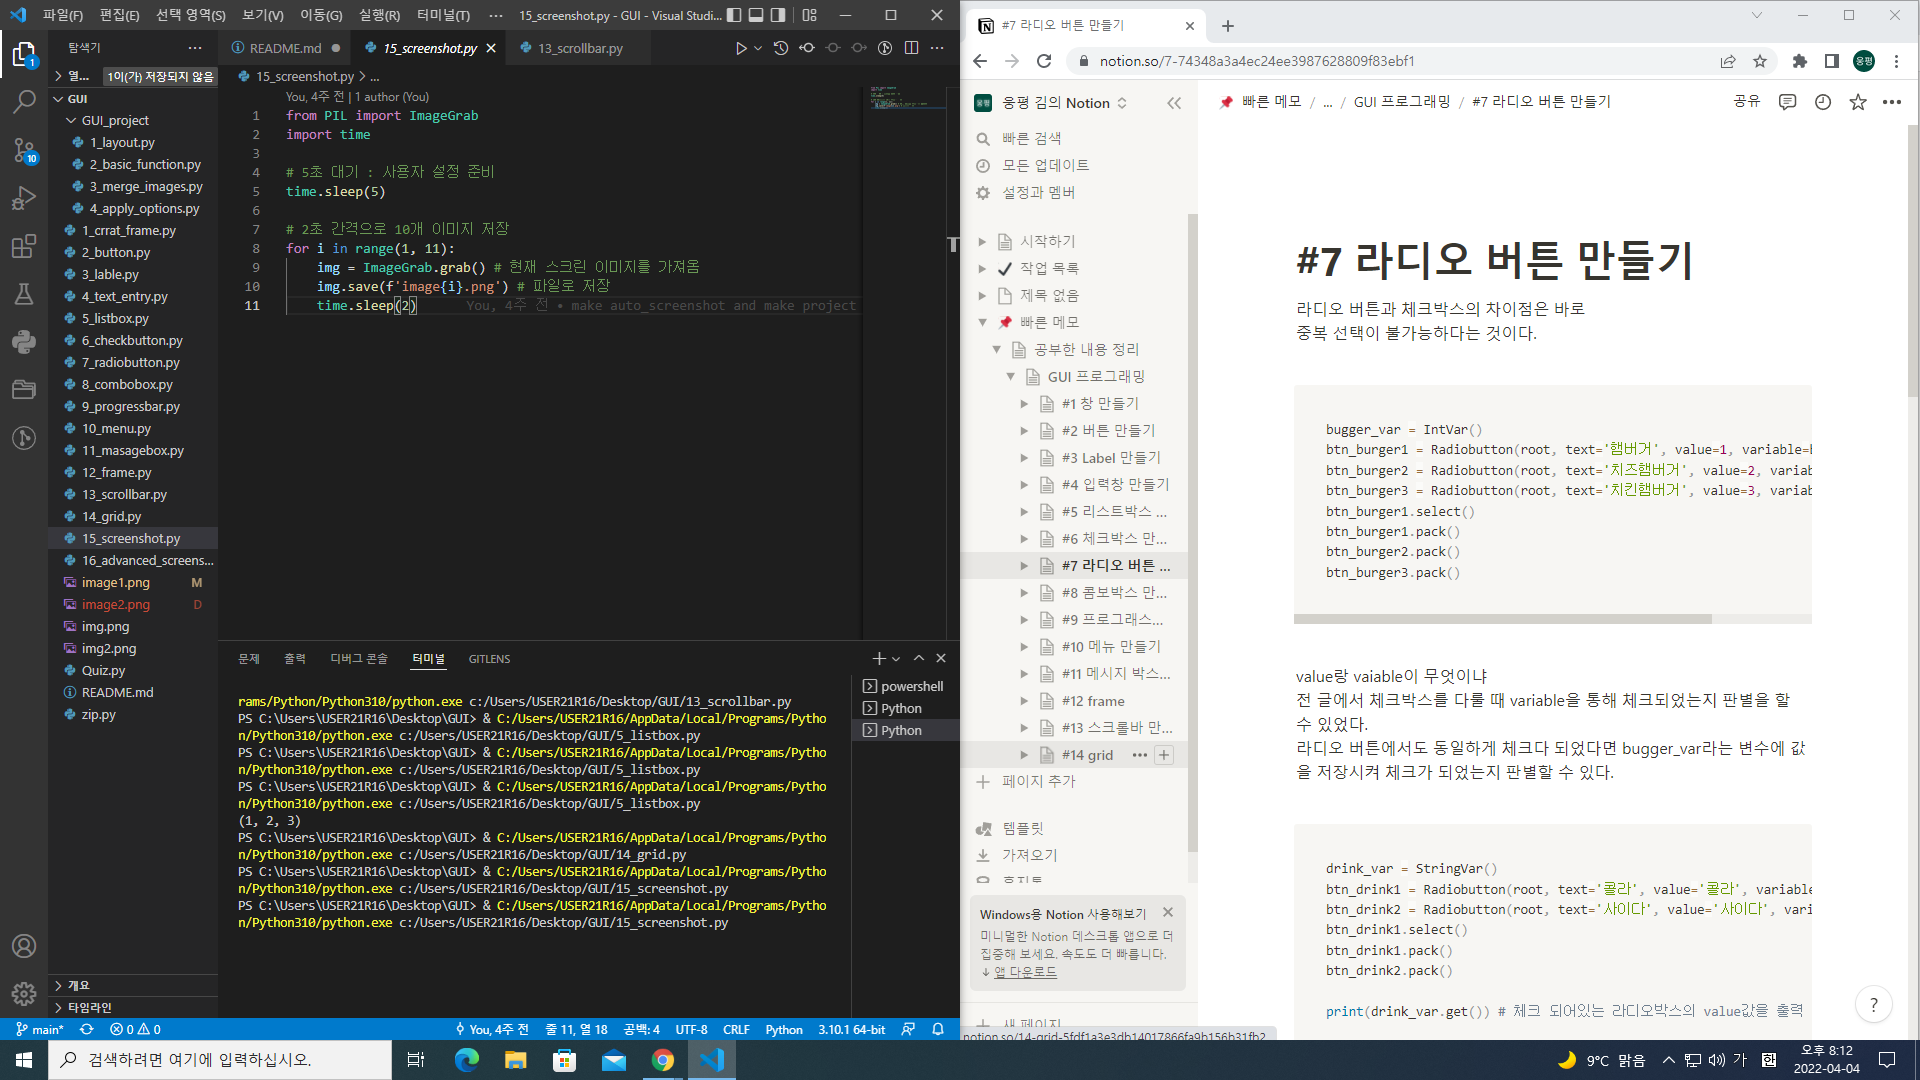 파일(F) 편집(E) 선택 영역(S) 보기(V) 이동(G) 실행(R) 터미널(T) ··· 15_screenshot.py - GUI - Visual Studi...
탐색기 ···
열... 1이(가) 저장되지 않음
GUI
GUI_project
1_layout.py
2_basic_function.py
3_merge_images.py
4_apply_options.py
1_crrat_frame.py
2_button.py
3_lable.py
4_text_entry.py
5_listbox.py
6_checkbutton.py
7_radiobutton.py
8_combobox.py
9_progressbar.py
10_menu.py
11_masagebox.py
12_frame.py
13_scrollbar.py
14_grid.py
15_screenshot.py
16_advanced_screens...
image1.png M
image2.png D
img.png
img2.png
Quiz.py
README.md
zip.py
개요
타임라인
1
10
README.md 15_screenshot.py 13_scrollbar.py
15_screenshot.py > ...
You, 4주 전 | 1 author (You)
1 from PIL import ImageGrab
2 import time
3
4 # 5초 대기 : 사용자 설정 준비
5 time.sleep(5)
6
7 # 2초 간격으로 10개 이미지 저장
8 for i in range(1, 11):
9 img = ImageGrab.grab() # 현재 스크린 이미지를 가져옴
10 img.save(f'image{i}.png') # 파일로 저장
11 time.sleep(2) You, 4주 전 • make auto_screenshot and make project
문제 출력 디버그 콘솔 터미널 GITLENS
powershell
Python
Python
rams/Python/Python310/python.exe c:/Users/USER21R16/Desktop/GUI/13_scrollbar.py
PS C:\Users\USER21R16\Desktop\GUI> & C:/Users/USER21R16/AppData/Local/Programs/Pytho
n/Python310/python.exe c:/Users/USER21R16/Desktop/GUI/5_listbox.py
PS C:\Users\USER21R16\Desktop\GUI> & C:/Users/USER21R16/AppData/Local/Programs/Pytho
n/Python310/python.exe c:/Users/USER21R16/Desktop/GUI/5_listbox.py
PS C:\Users\USER21R16\Desktop\GUI> & C:/Users/USER21R16/AppData/Local/Programs/Pytho
n/Python310/python.exe c:/Users/USER21R16/Desktop/GUI/5_listbox.py
(1, 2, 3)
PS C:\Users\USER21R16\Desktop\GUI> & C:/Users/USER21R16/AppData/Local/Programs/Pytho
n/Python310/python.exe c:/Users/USER21R16/Desktop/GUI/14_grid.py
PS C:\Users\USER21R16\Desktop\GUI> & C:/Users/USER21R16/AppData/Local/Programs/Pytho
n/Python310/python.exe c:/Users/USER21R16/Desktop/GUI/15_screenshot.py
PS C:\Users\USER21R16\Desktop\GUI> & C:/Users/USER21R16/AppData/Local/Programs/Pytho
n/Python310/python.exe c:/Users/USER21R16/Desktop/GUI/15_screenshot.py
main* 0 0 You, 4주 전 줄 11, 열 18 공백: 4 UTF-8 CRLF Python 3.10.1 64-bit
#7 라디오 버튼 만들기
notion.so/7-74348a3a4ec24ee3987628809f83ebf1
웅평
웅평 웅평 김의 Notion
빠른 메모 / ... / GUI 프로그래밍 / #7 라디오 버튼 만들기 공유
빠른 검색
모든 업데이트
설정과 멤버
시작하기
작업 목록
제목 없음
빠른 메모
공부한 내용 정리
GUI 프로그래밍
#1 창 만들기
#2 버튼 만들기
#3 Label 만들기
#4 입력창 만들기
#5 리스트박스 ...
#6 체크박스 만...
#7 라디오 버튼 ...
#8 콤보박스 만...
#9 프로그래스...
#10 메뉴 만들기
#11 메시지 박스...
#12 frame
#13 스크롤바 만...
#14 grid
페이지 추가
템플릿
가져오기
휴지통
Windows용 Notion 사용해보기
미니멀한 Notion 데스크톱 앱으로 더
집중해 보세요. 속도도 더 빠릅니다.
↓ 앱 다운로드
새 페이지
notion.so/14-grid-5fdf1a3e3db14017866fa9b156b31fb2
#7 라디오 버튼 만들기
라디오 버튼과 체크박스의 차이점은 바로
중복 선택이 불가능하다는 것이다.
bugger_var = IntVar()
btn_burger1 = Radiobutton(root, text='햄버거', value=1, variable=
btn_burger2 = Radiobutton(root, text='치즈햄버거', value=2, variab
btn_burger3 = Radiobutton(root, text='치킨햄버거', value=3, variab
btn_burger1.select()
btn_burger1.pack()
btn_burger2.pack()
btn_burger3.pack()
value랑 vaiable이 무엇이냐
전 글에서 체크박스를 다룰 때 variable을 통해 체크되었는지 판별을 할
수 있었다.
라디오 버튼에서도 동일하게 체크다 되었다면 bugger_var라는 변수에 값
을 저장시켜 체크가 되었는지 판별할 수 있다.
drink_var = StringVar()
btn_drink1 = Radiobutton(root, text='콜라', value='콜라', variable
btn_drink2 = Radiobutton(root, text='사이다', value='사이다', vari
btn_drink1.select()
btn_drink1.pack()
btn_drink2.pack()
print(drink_var.get()) # 체크 되어있는 라디오박스의 value값을 출력
?
검색하려면 여기에 입력하십시오.
9°C 맑음 가 한 오후 8:12
2022-04-04